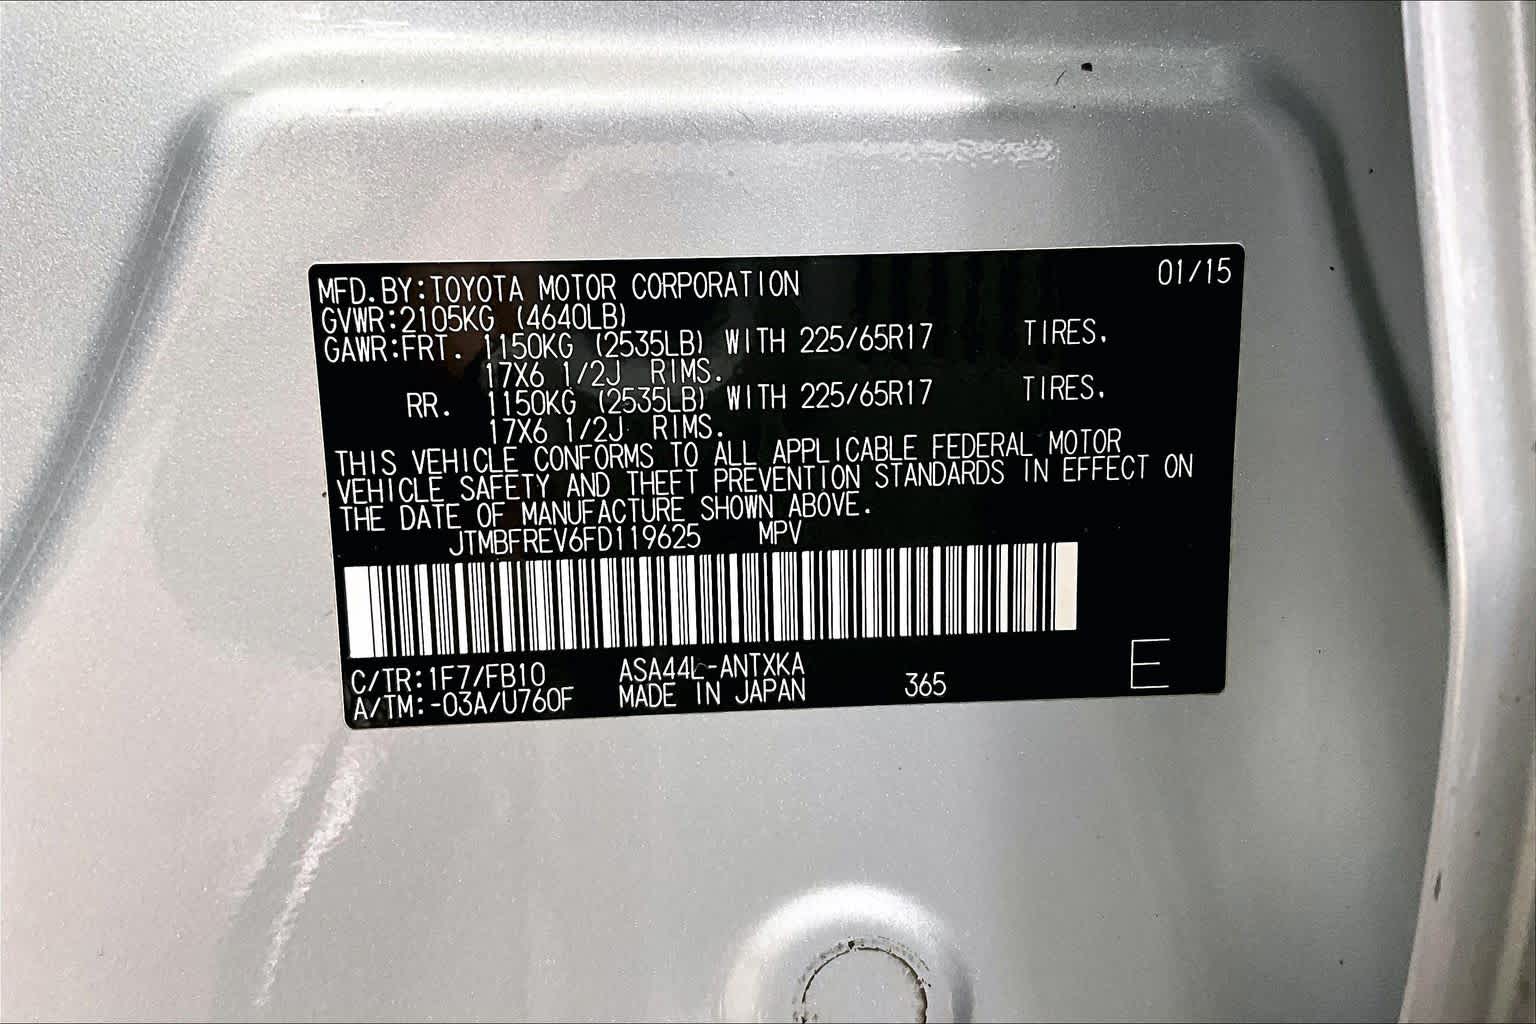 MFD.BY:TOYOTA MOTOR CORPORATION 01/15
GVWR:2105KG (4640LB)
GAWR:FRT. 1150KG (2535LB) WITH 225/65R17 TIRES.
17X6 1/2J RIMS.
RR. 1150KG (2535LB) WITH 225/65R17 TIRES.
17X6 1/2J RIMS.
THIS VEHICLE CONFORMS TO ALL APPLICABLE FEDERAL MOTOR
VEHICLE SAFETY AND THEFT PREVENTION STANDARDS IN EFFECT ON
THE DATE OF MANUFACTURE SHOWN ABOVE.
JTMBFREV6FD119625 MPV
C/TR:1F7/FB10 ASA44L-ANTXKA
A/TM:-03A/U760F MADE IN JAPAN 365 E